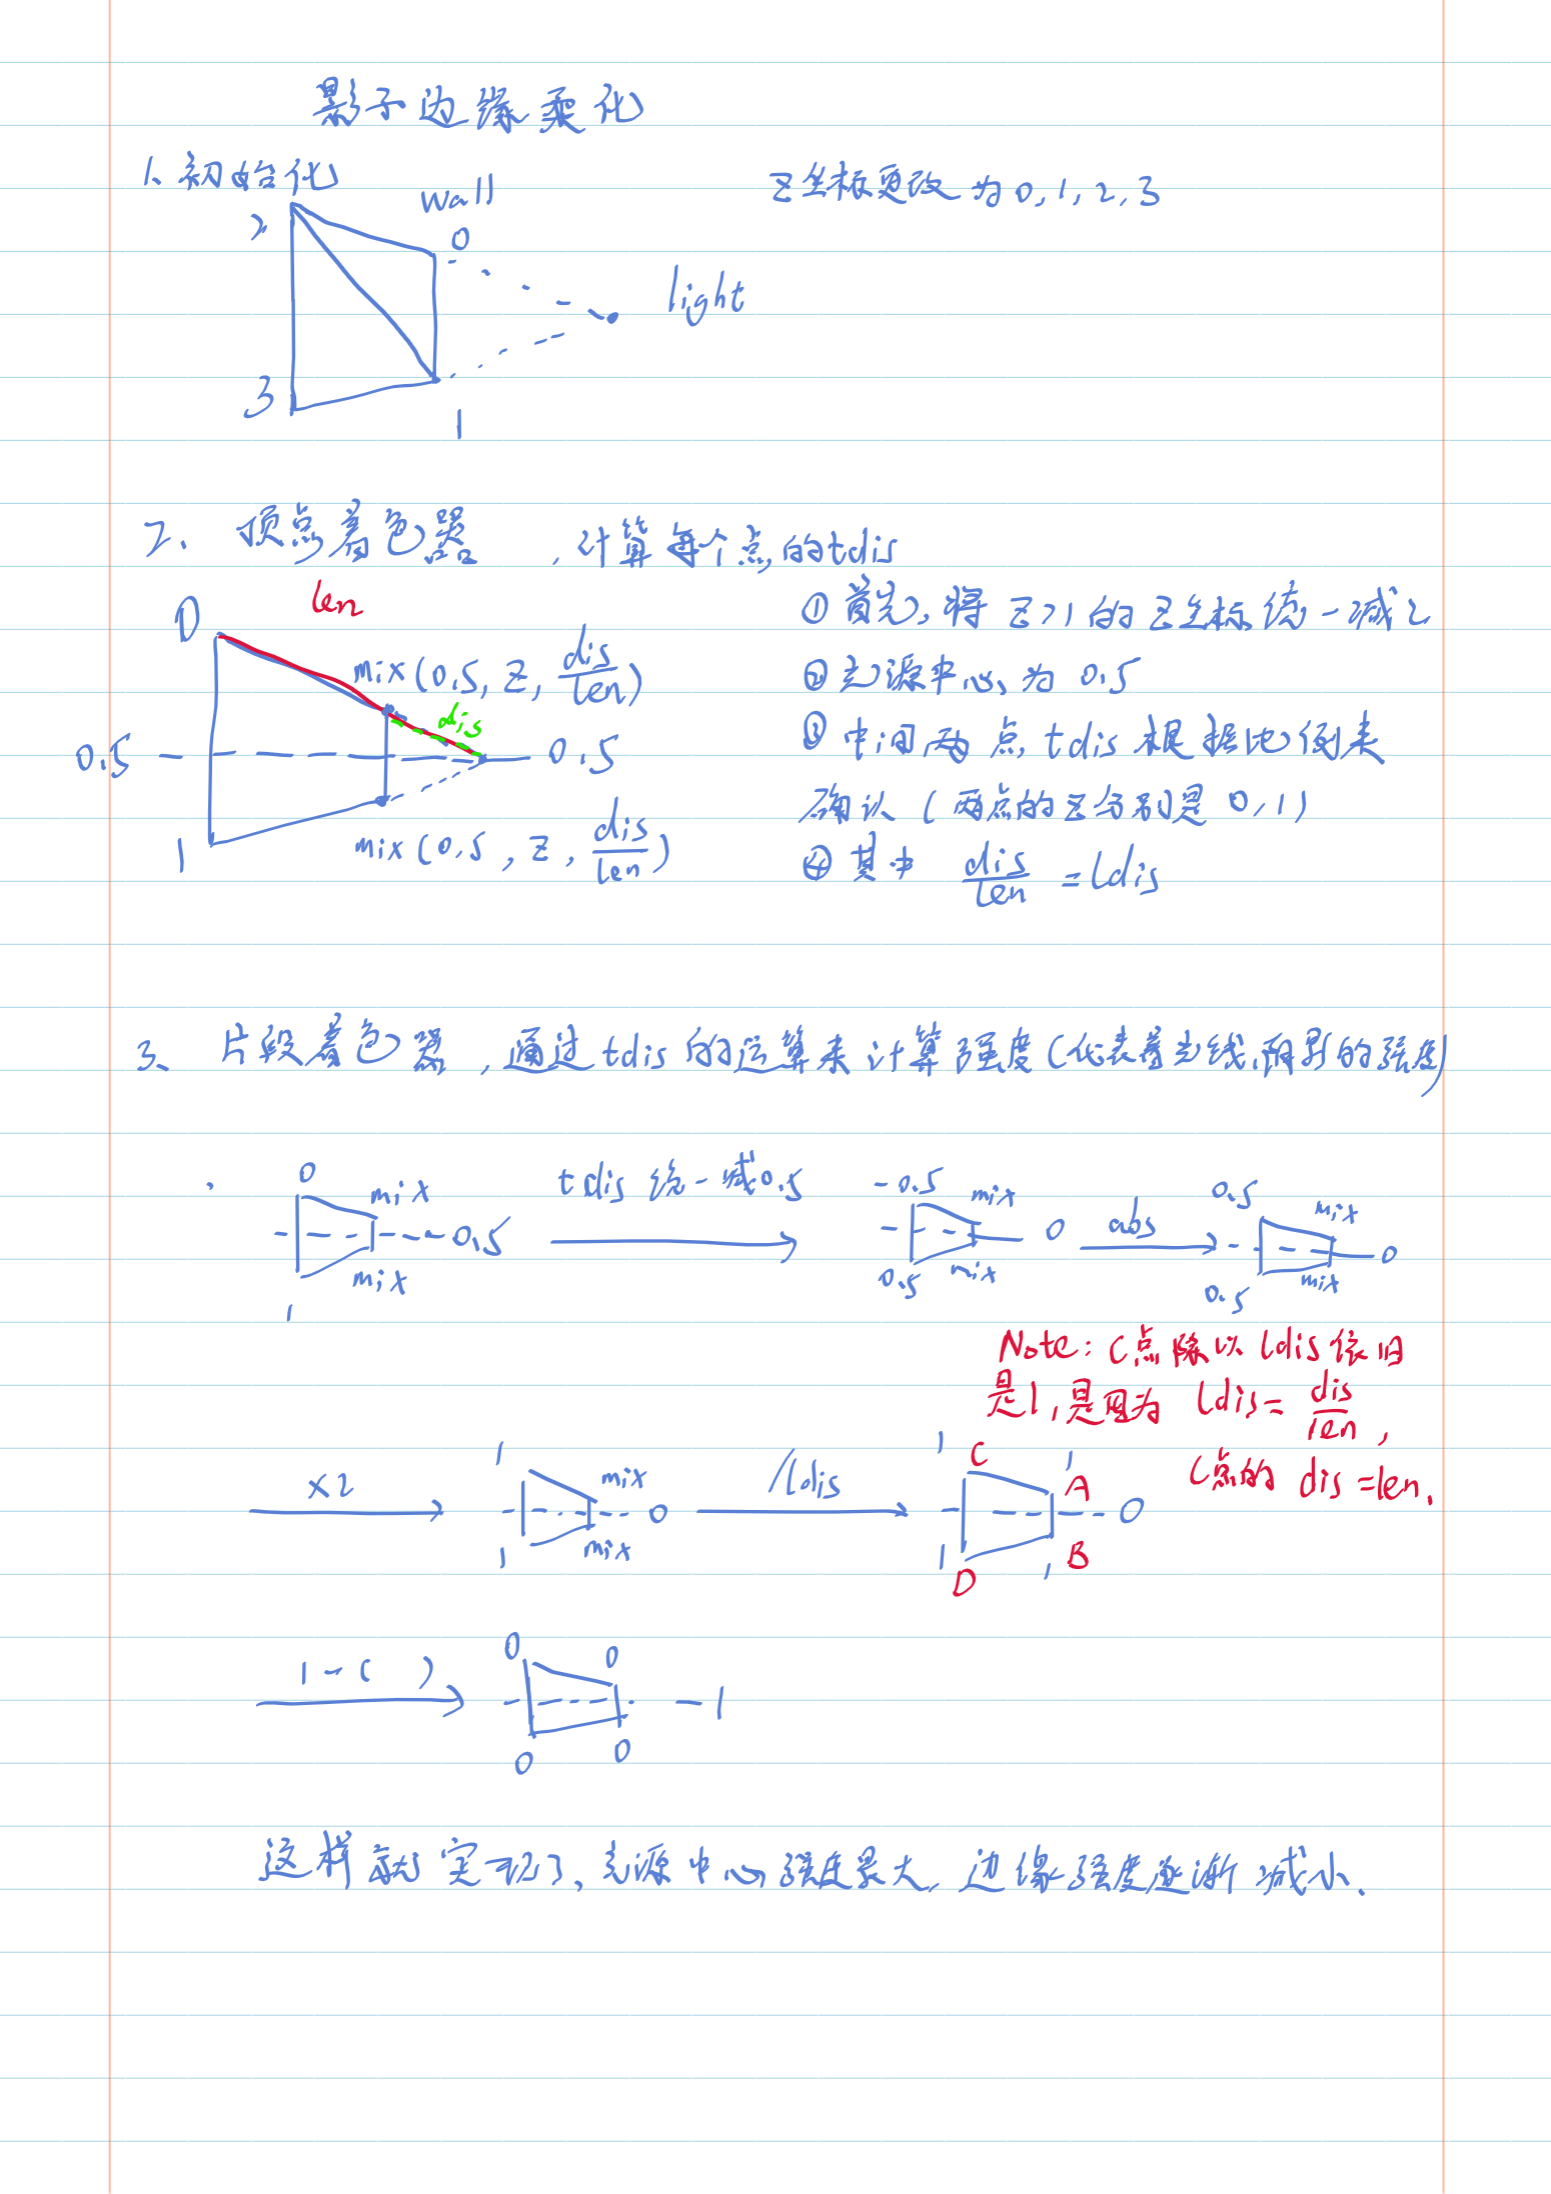 影子边缘柔化
1、初始化
Z坐标更改为0,1,2,3
wall
2
0
light
3
1
2、顶点着色器,计算每个点的tdis
len
① 首先,将Z>1的Z坐标统一减2
0
mix(0.5, Z, dis/len)
② 光源中心为0.5
dis
③ 中间两点,tdis根据比例来
0.5
0.5
确认(两点的Z分别是0,1)
1
mix(0.5, Z, dis/len)
④ 其中 dis/len = ldis
3、片段着色器,通过tdis的运算来计算强度(代表着光线,阴影的强度)
0
mix
0.5
mix
1
tdis统一减0.5
-0.5
mix
0
0.5
mix
abs
0.5
mix
0
0.5
mix
Note: C点除以ldis依旧
是1,是因为 ldis= dis/len,
C点的 dis=len.
×2
1
mix
0
1
mix
/ldis
1
C
1
A
0
1
D
1
B
1-( )
0
0
-1
0
0
这样就实现了,光源中心强度最大,边缘强度逐渐减小.